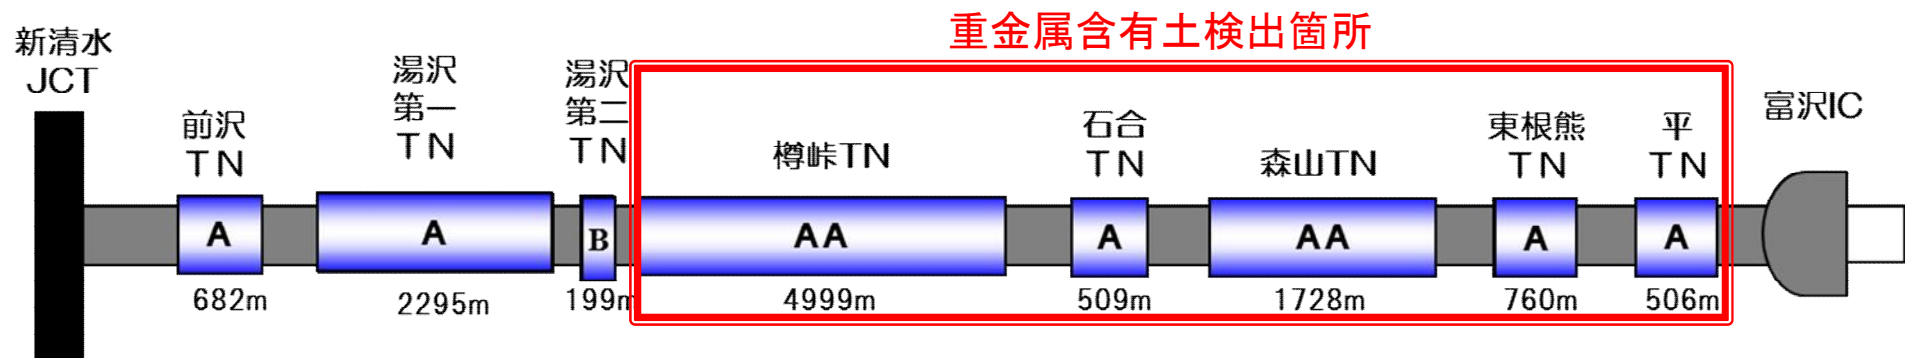 重金属含有土検出箇所
新清水
JCT
前沢
TN
湯沢
第一
TN
湯沢
第二
TN
樽峠TN
石合
TN
森山TN
東根熊
TN
平
TN
富沢IC
A
A
B
AA
A
AA
A
A
682m
2295m
199m
4999m
509m
1728m
760m
506m